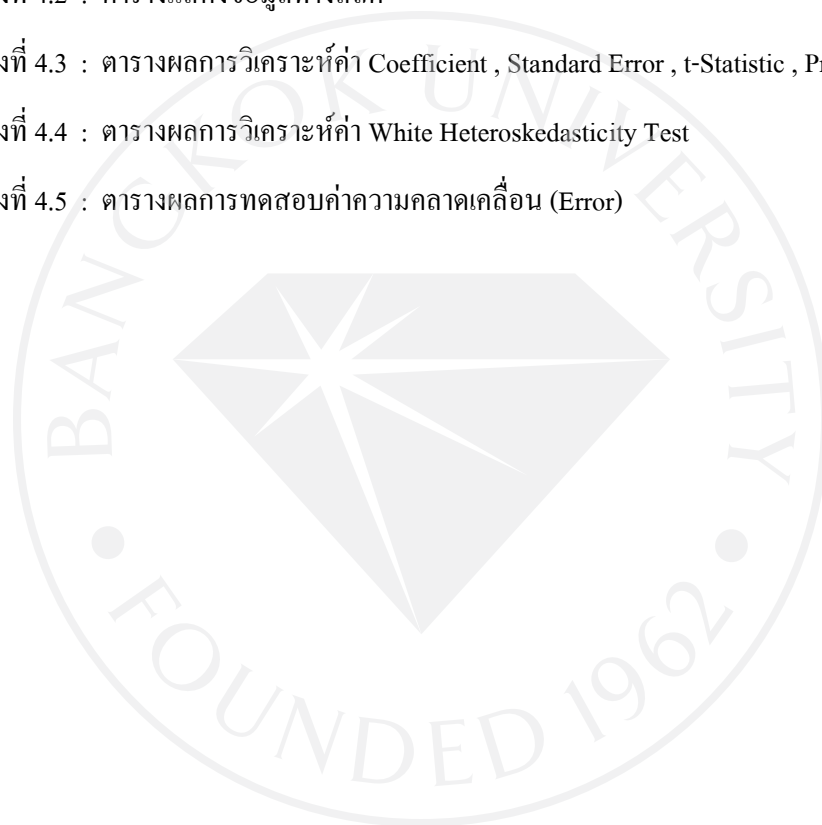 งที่ 4.3 : ตารางผลการวิเคราะห์ค่า Coefficient , Standard Error , t-Statistic , Pr
งที่ 4.4 : ตารางผลการวิเคราะห์ค่า White Heteroskedasticity Test
งที่ 4.5 : ตารางผลการทดสอบค่าความคลาดเคลื่อน (Error)
BANGKOK UNIVERSITY
FOUNDED 1962